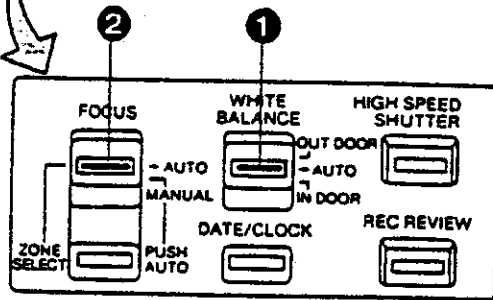 2 1
FOCUS
WHITE
BALANCE
HIGH SPEED
SHUTTER
OUT DOOR
AUTO
AUTO
MANUAL
IN DOOR
DATE/CLOCK
REC REVIEW
ZONE
SELECT
PUSH
AUTO